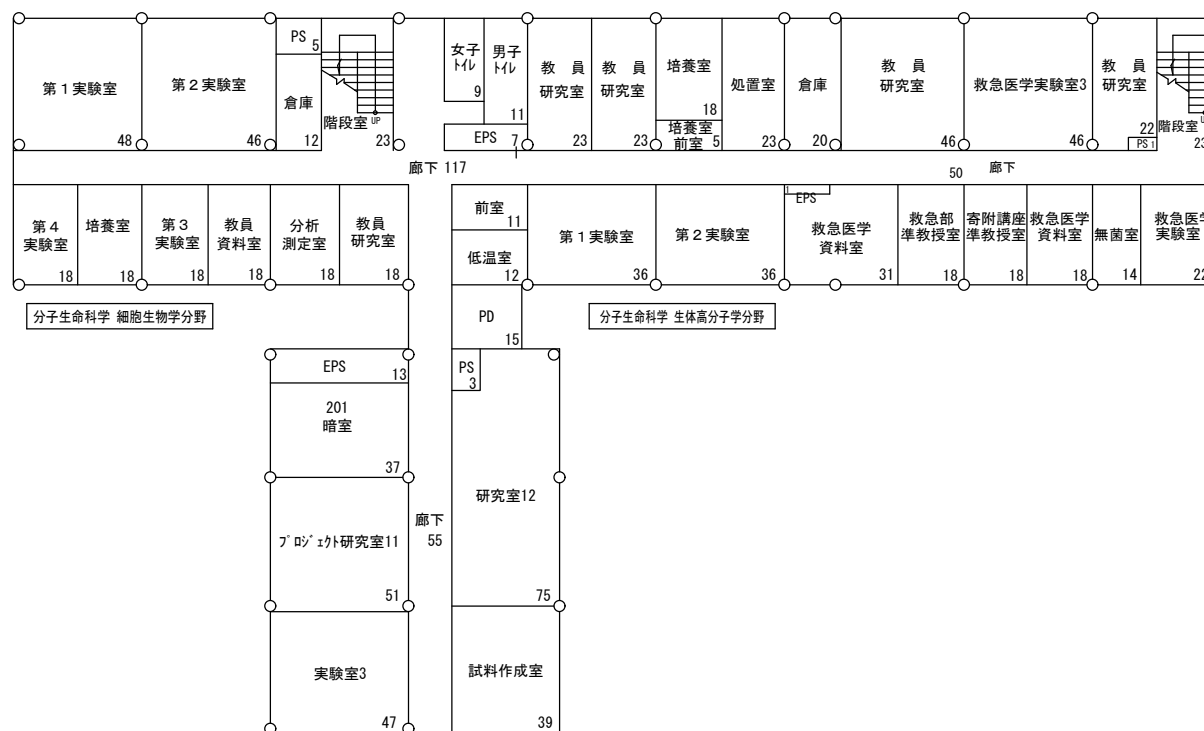 第１実験室
48
第２実験室
46
PS
5
倉庫
12
階段室
UP
23
女子
ﾄｲﾚ
9
男子
ﾄｲﾚ
11
EPS
7
教　員
研究室
23
教　員
研究室
23
培養室
18
培養室
前室
5
処置室
23
倉庫
20
教　員
研究室
46
救急医学実験室3
46
教　員
研究室
22
PS 1
階段室
23
廊下 117
50
廊下
第４
実験室
18
培養室
18
第３
実験室
18
教員
資料室
18
分析
測定室
18
教員
研究室
18
前室
11
低温室
12
第１実験室
36
第２実験室
36
1
EPS
救急医学
資料室
31
救急部
準教授室
18
寄附講座
准教授室
18
救急医学
資料室
18
無菌室
14
救急医学
実験室
22
分子生命科学 細胞生物学分野
PD
15
分子生命科学 生体高分子学分野
EPS
13
PS
3
201
暗室
37
研究室12
75
廊下
55
ﾌﾟﾛｼﾞｪｸﾄ研究室11
51
実験室3
47
試料作成室
39